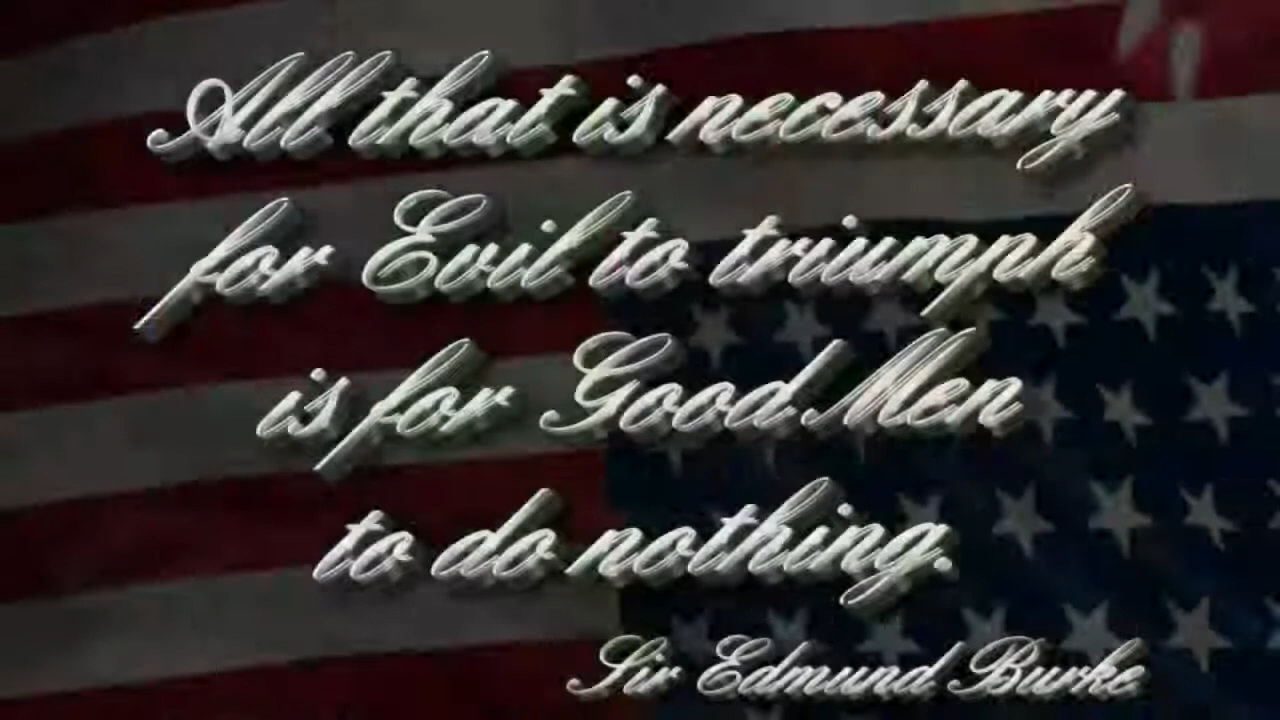 All that is necessary
for Evil to triumph
is for Good Men
to do nothing.
Sir Edmund Burke